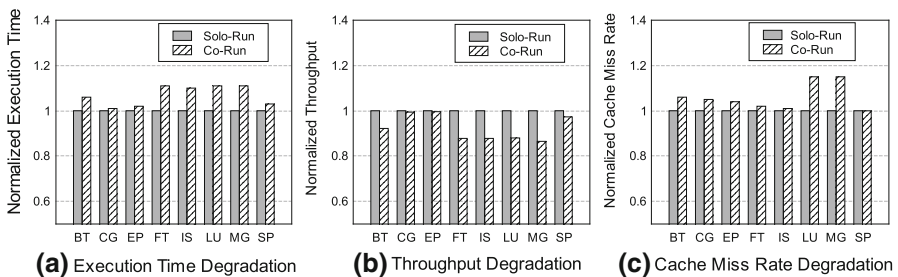 Normalized Execution Time
1.4
1.2
1
0.8
0.6
Solo-Run
Co-Run
BT CG EP FT IS LU MG SP
(a) Execution Time Degradation
Normalized Throughput
1.4
1.2
1
0.8
0.6
Solo-Run
Co-Run
BT CG EP FT IS LU MG SP
(b) Throughput Degradation
Normalized Cache Miss Rate
1.4
1.2
1
0.8
0.6
Solo-Run
Co-Run
BT CG EP FT IS LU MG SP
(c) Cache Miss Rate Degradation